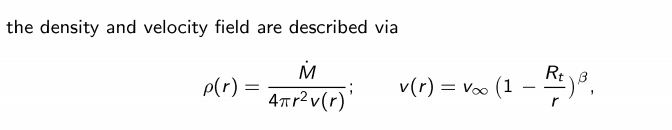 the density and velocity field are described via
ρ(r) = Ṁ / 4πr²v(r) ; v(r) = v∞ (1 − Rt / r)^β ,